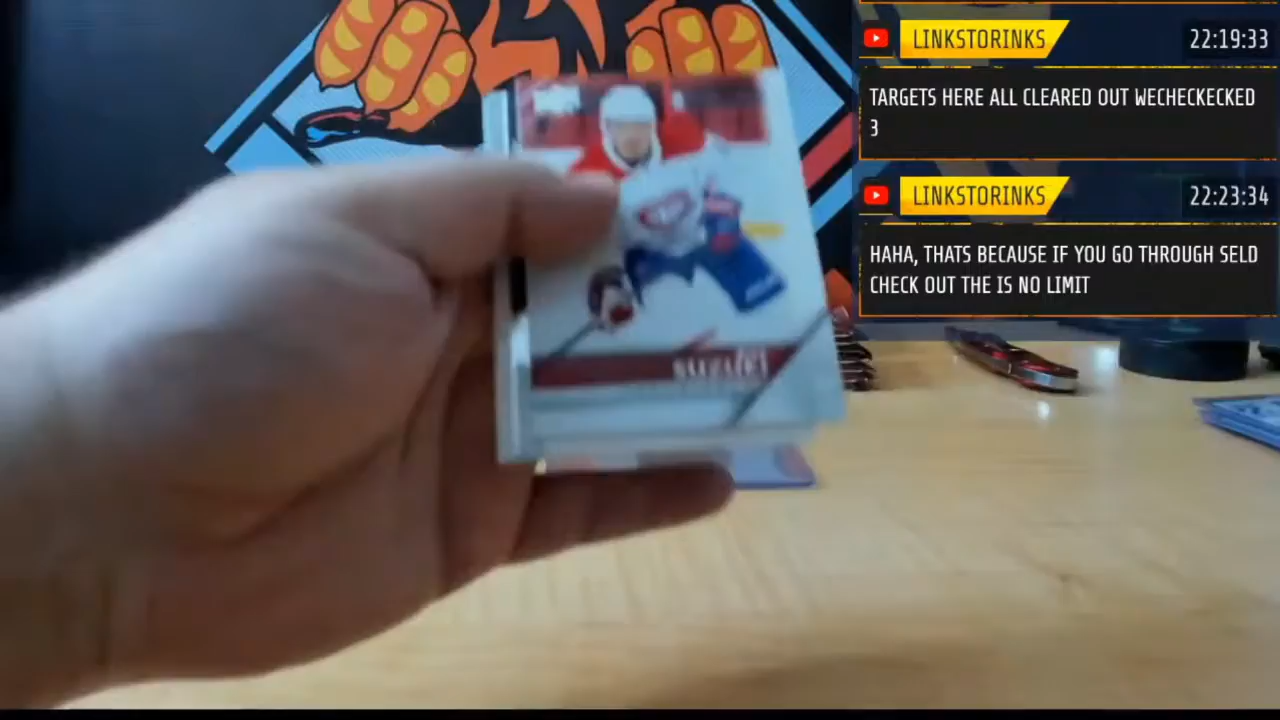 LINKSTORINKS
22:19:33
TARGETS HERE ALL CLEARED OUT WECHECKECKED
3
LINKSTORINKS
22:23:34
HAHA, THATS BECAUSE IF YOU GO THROUGH SELD
CHECK OUT THE IS NO LIMIT
SUZUKI